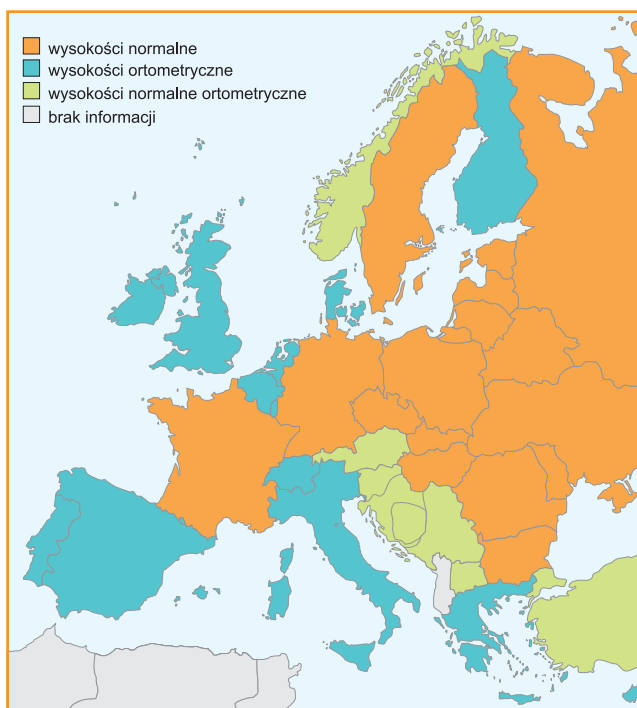 wysokości normalne
wysokości ortometryczne
wysokości normalne ortometryczne
brak informacji